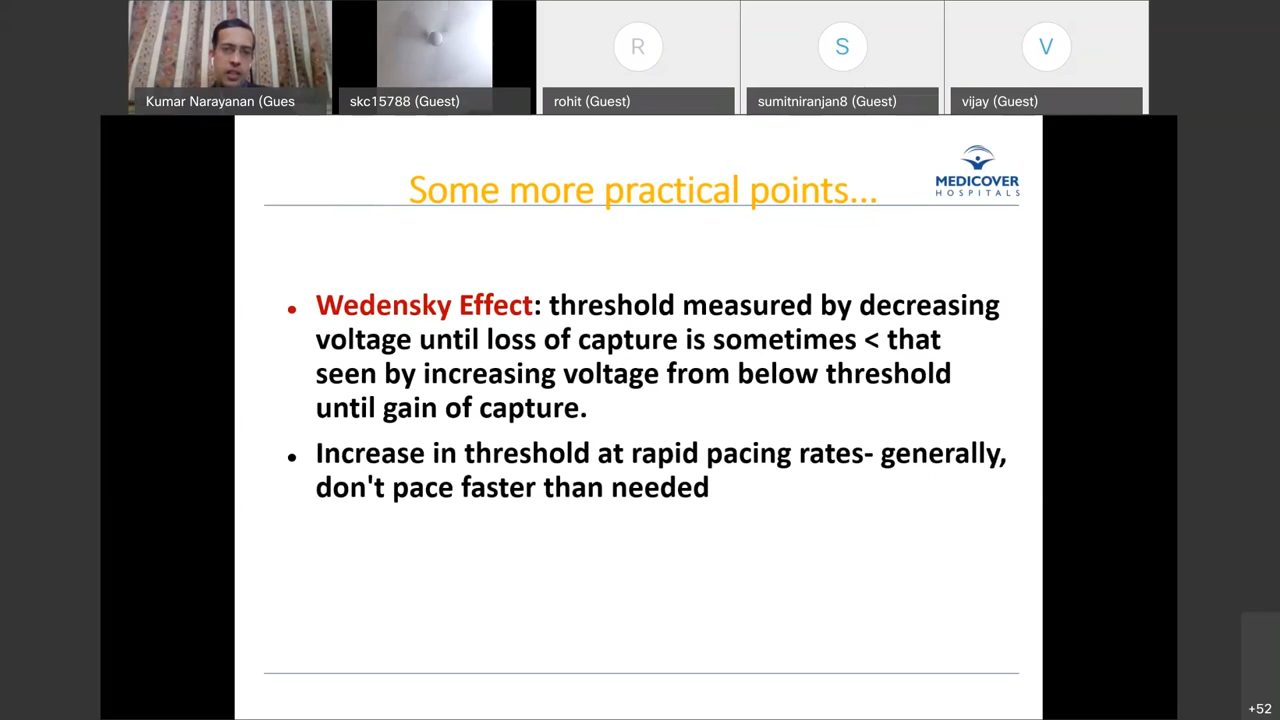 R
S
V
Kumar Narayanan (Gues
skc15788 (Guest)
rohit (Guest)
sumitniranjan8 (Guest)
vijay (Guest)
MEDICOVER
HOSPITALS
Some more practical points...
• Wedensky Effect: threshold measured by decreasing
voltage until loss of capture is sometimes < that
seen by increasing voltage from below threshold
until gain of capture.
• Increase in threshold at rapid pacing rates- generally,
don't pace faster than needed
+52